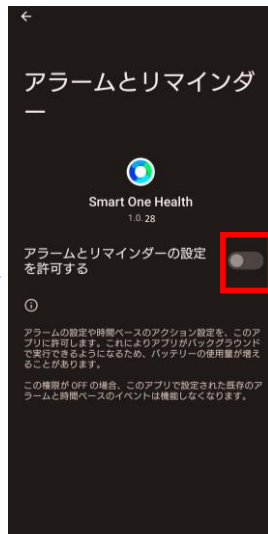 アラームとリマインダ
ー
Smart One Health
1.0.28
アラームとリマインダーの設定
を許可する
アラームの設定や時間ベースのアクション設定を、このア
プリに許可します。これによりアプリがバックグラウンド
で実行できるようになるため、バッテリーの使用量が増え
ることがあります。
この権限が OFF の場合、このアプリで設定された既存のア
ラームと時間ベースのイベントは機能しなくなります。